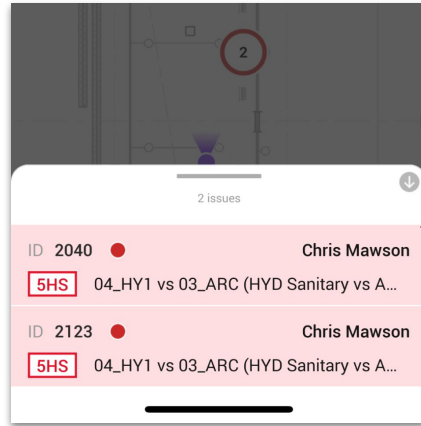 2
2 issues
ID 2040 Chris Mawson
5HS 04_HY1 vs 03_ARC (HYD Sanitary vs A...
ID 2123 Chris Mawson
5HS 04_HY1 vs 03_ARC (HYD Sanitary vs A...